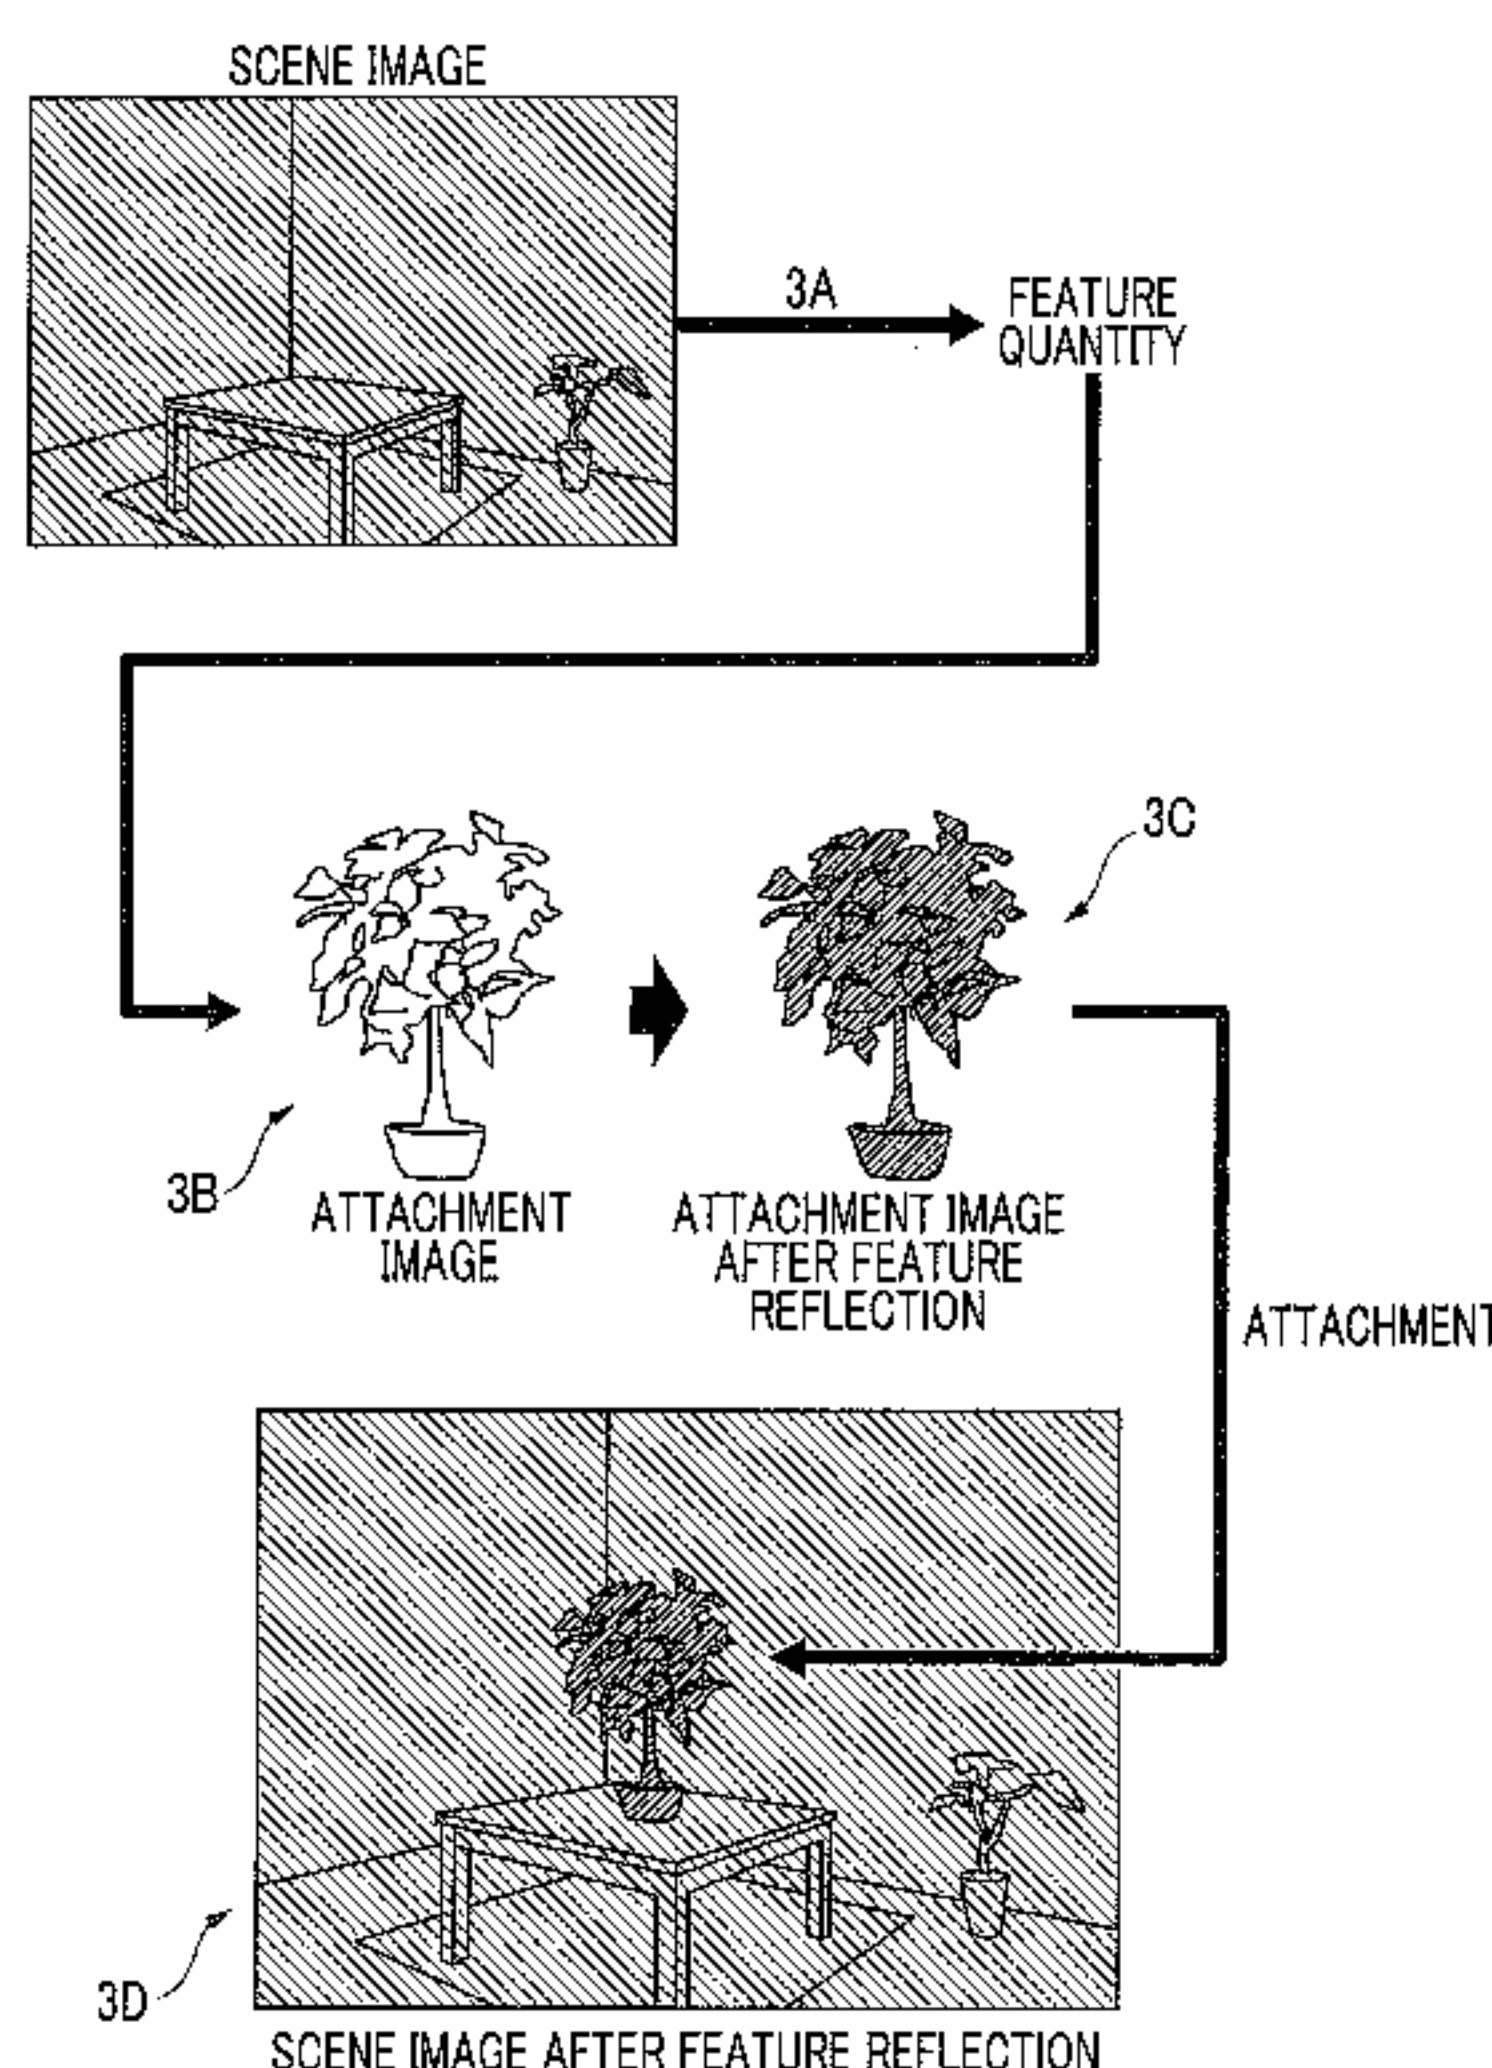 SCENE IMAGE
3A
FEATURE
QUANTITY
3C
3B
ATTACHMENT
IMAGE
ATTACHMENT IMAGE
AFTER FEATURE
REFLECTION
ATTACHMENT
3D
SCENE IMAGE AFTER FEATURE REFLECTION